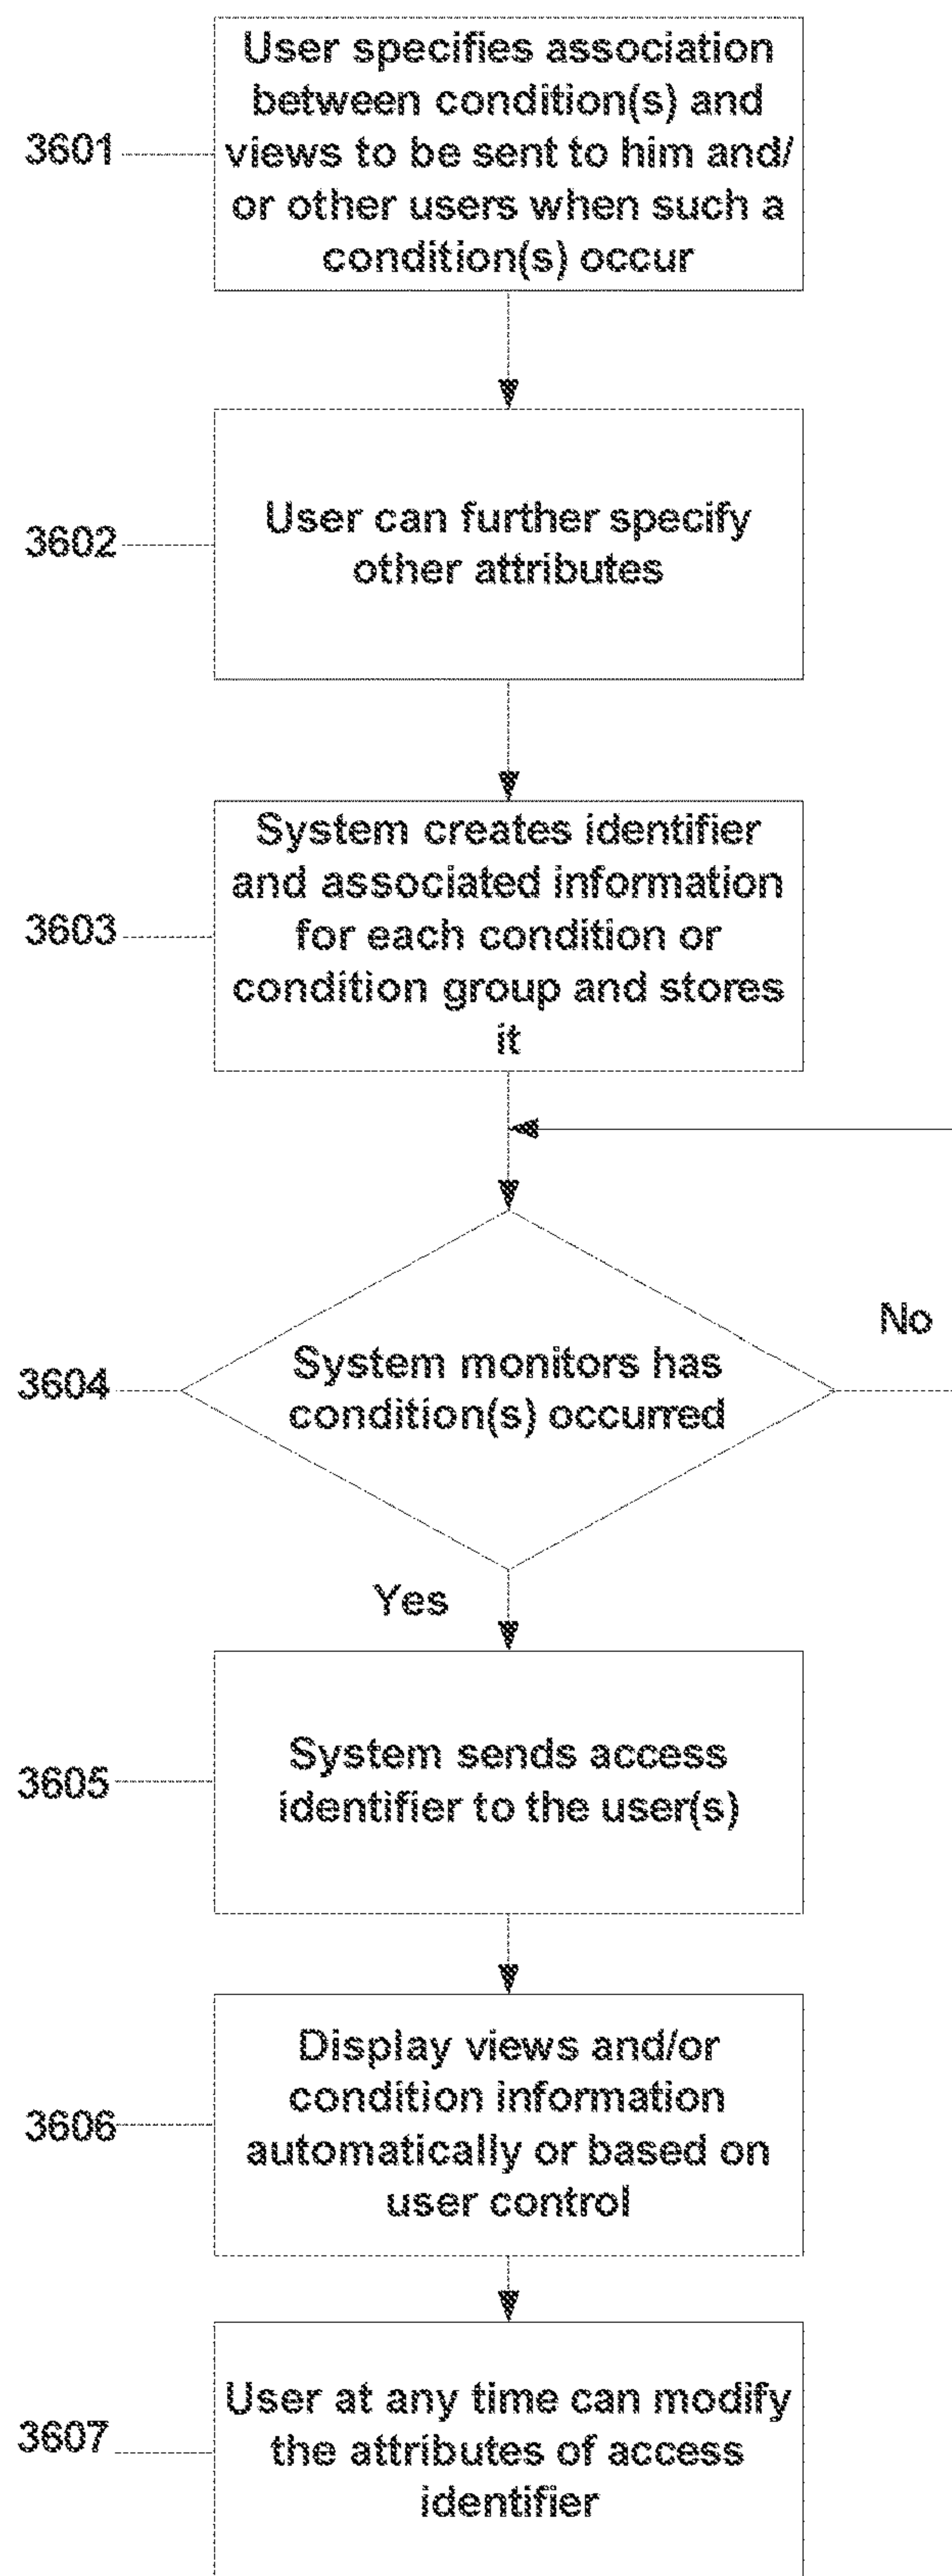 User specifies association
between condition(s) and
3601
views to be sent to him and/
or other users when such a
condition(s) occur
User can further specify
3602
other attributes
System creates identifier
and associated information
3603
for each condition or
condition group and stores
it
No
System monitors has
3604
condition(s) occurred
Yes
System sends access
3605
identifier to the user(s)
Display views and/or
condition information
3606
automatically or based on
user control
User at any time can modify
3607
the attributes of access
identifier